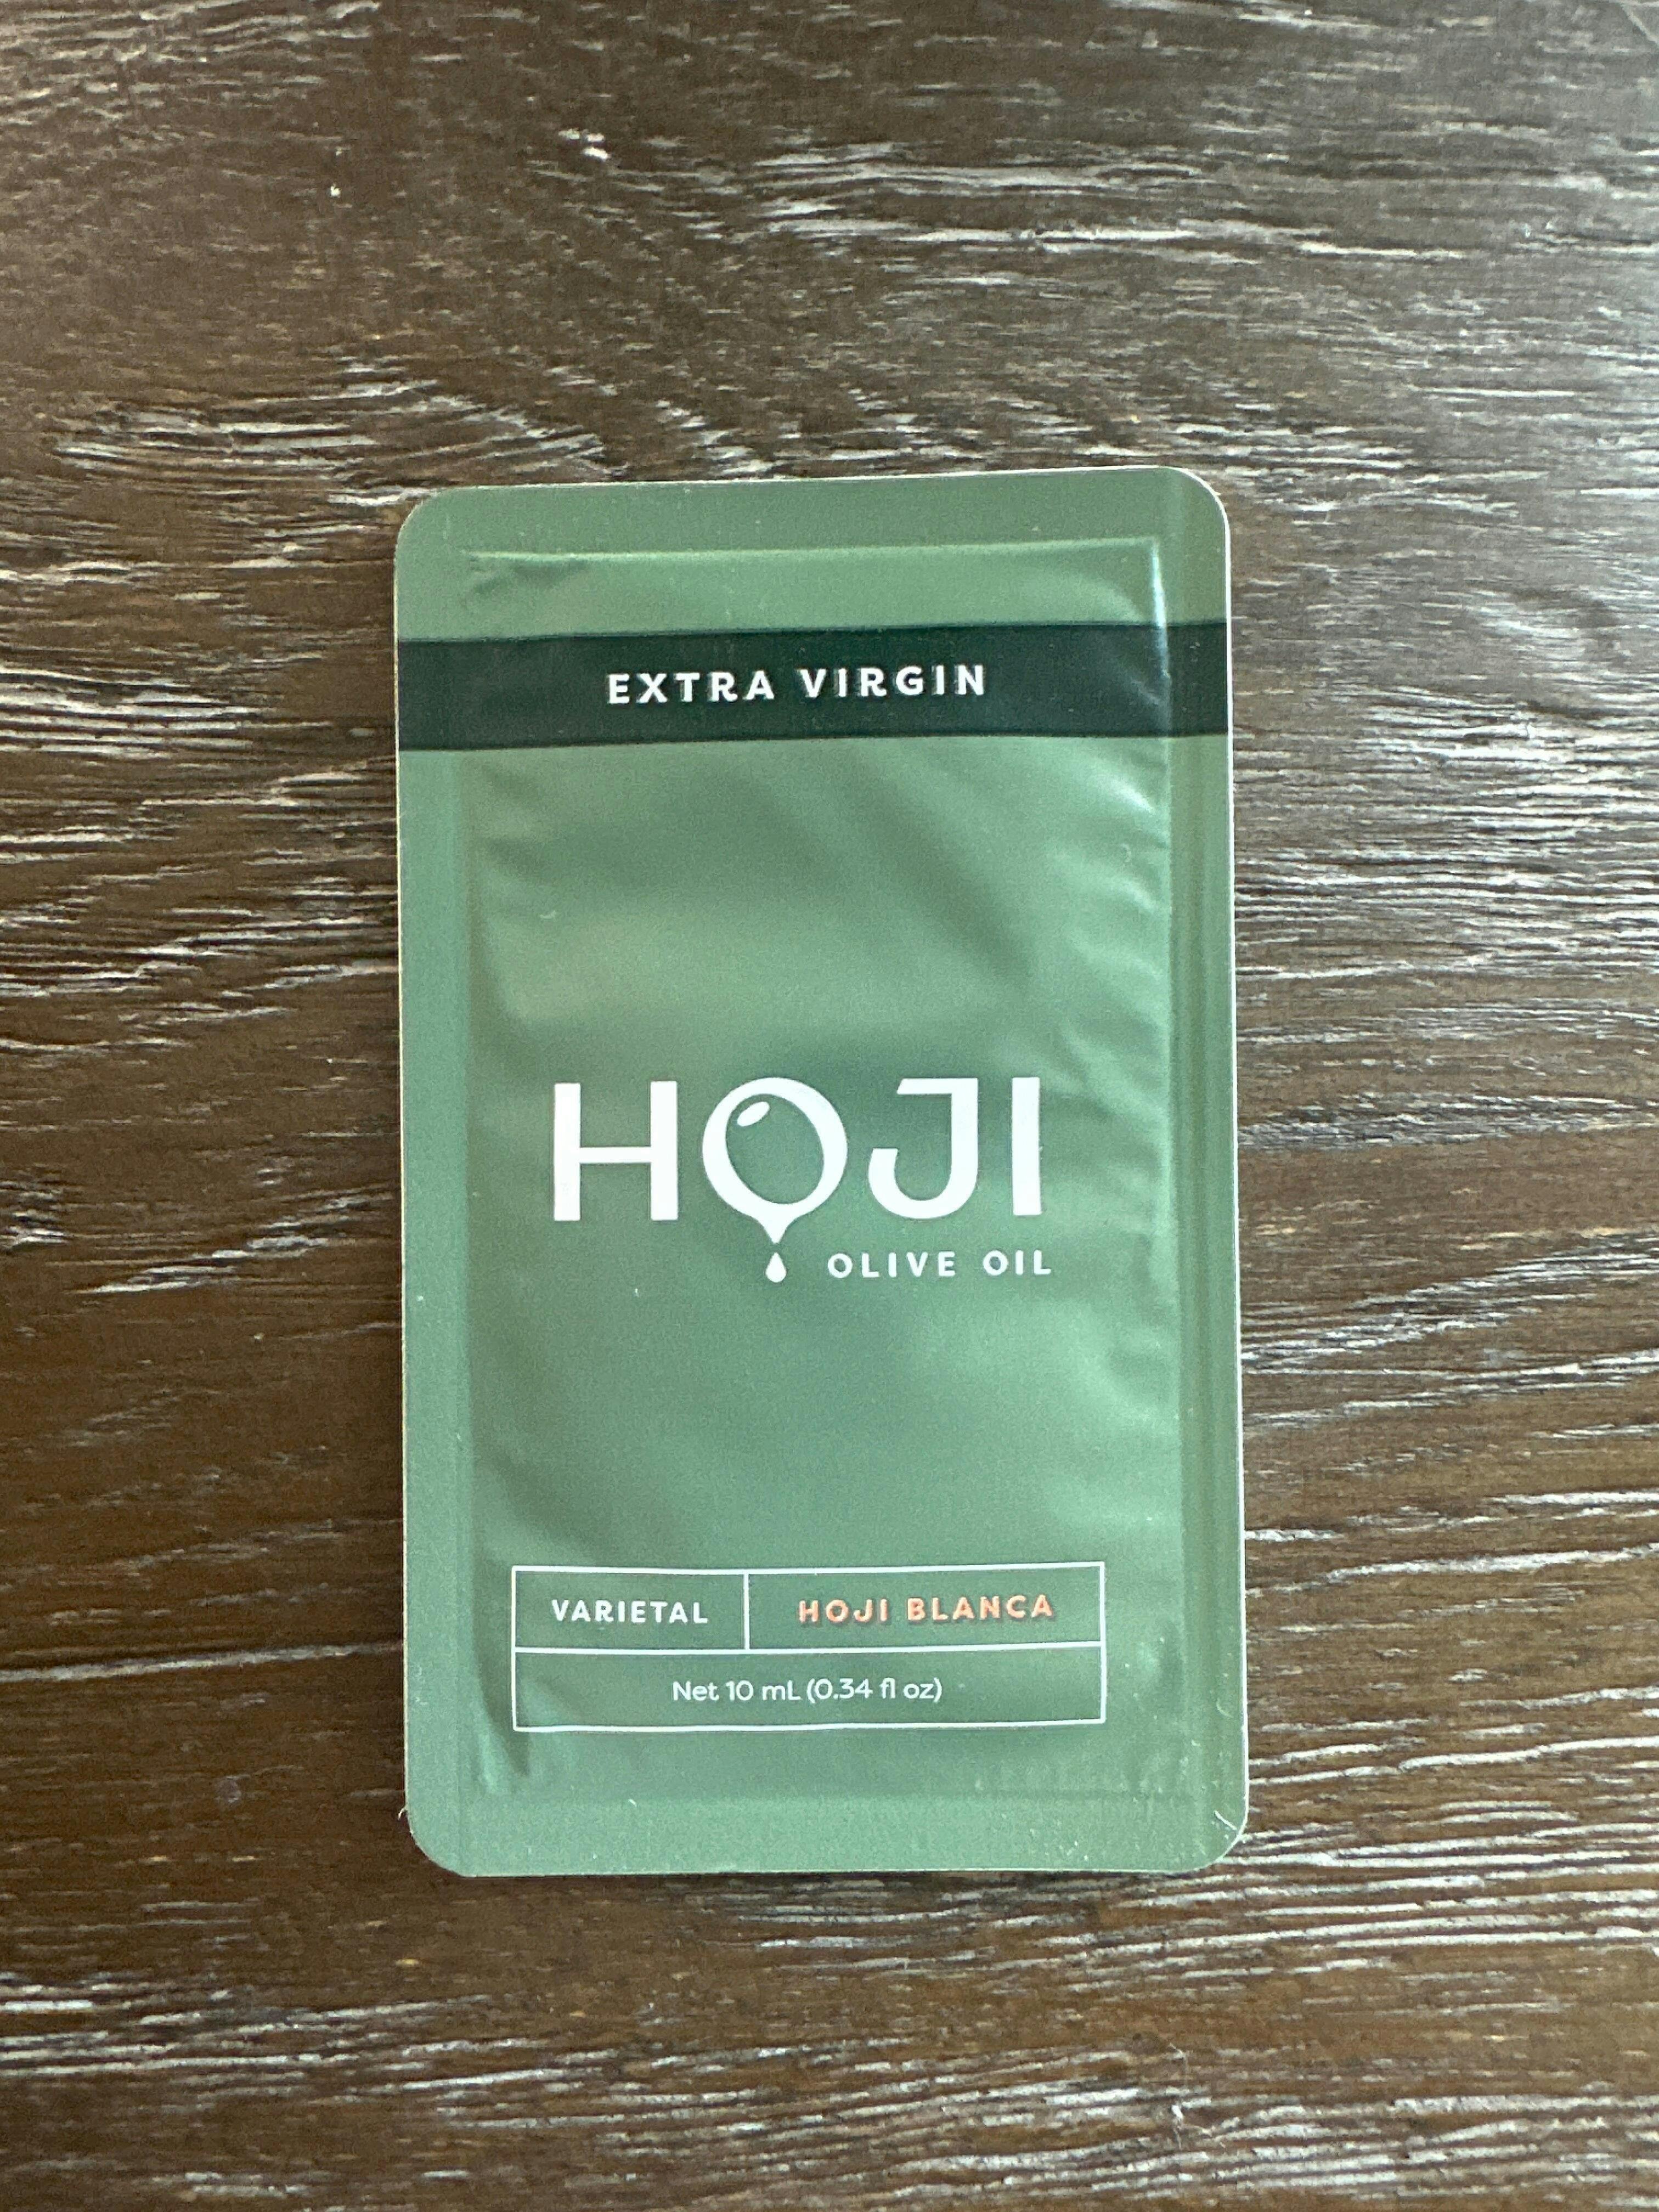 EXTRA VIRGIN
HOJI
OLIVE OIL
VARIETAL
HOJI BLANCA
Net 10 mL (0.34 fl oz)